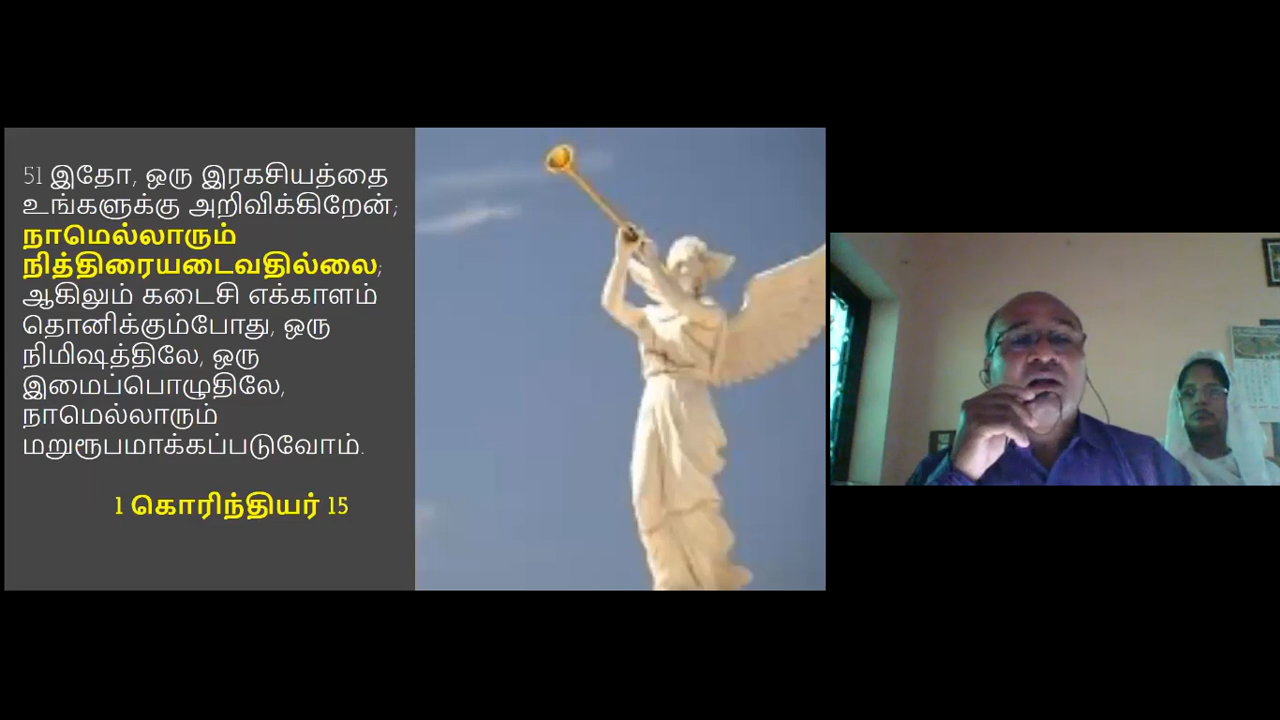 51 இதோ, ஒரு இரகசியத்தை
உங்களுக்கு அறிவிக்கிறேன்;
நாமெல்லாரும்
நித்திரையடைவதில்லை;
ஆகிலும் கடைசி எக்காளம்
தொனிக்கும்போது, ஒரு
நிமிஷத்திலே, ஒரு
இமைப்பொழுதிலே,
நாமெல்லாரும்
மறுரூபமாக்கப்படுவோம்.
1 கொரிந்தியர் 15